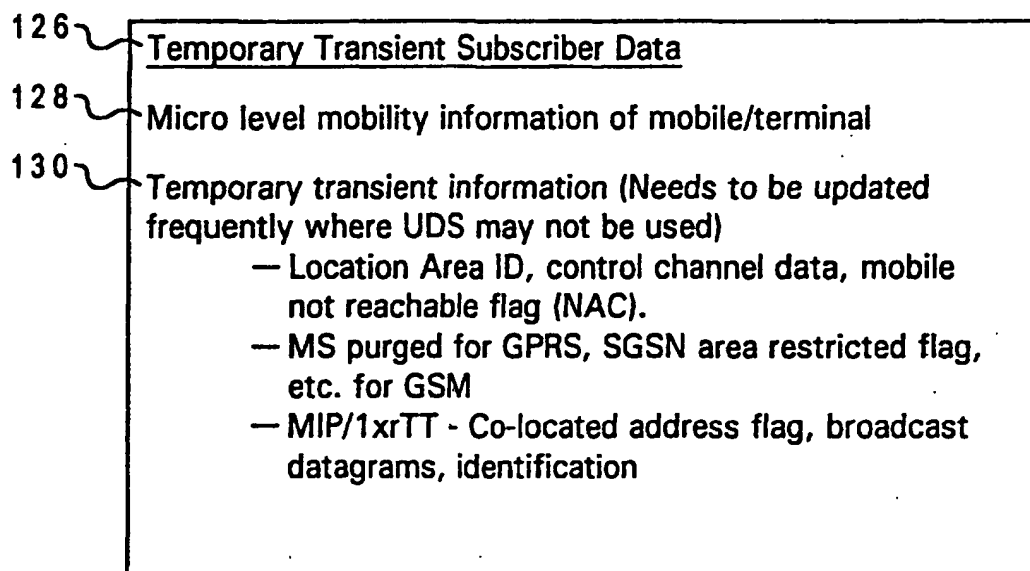 126 Temporary Transient Subscriber Data
128 Micro level mobility information of mobile/terminal
130 Temporary transient information (Needs to be updated
frequently where UDS may not be used)
— Location Area ID, control channel data, mobile
not reachable flag (NAC).
— MS purged for GPRS, SGSN area restricted flag,
etc. for GSM
— MIP/1xrTT - Co-located address flag, broadcast
datagrams, identification